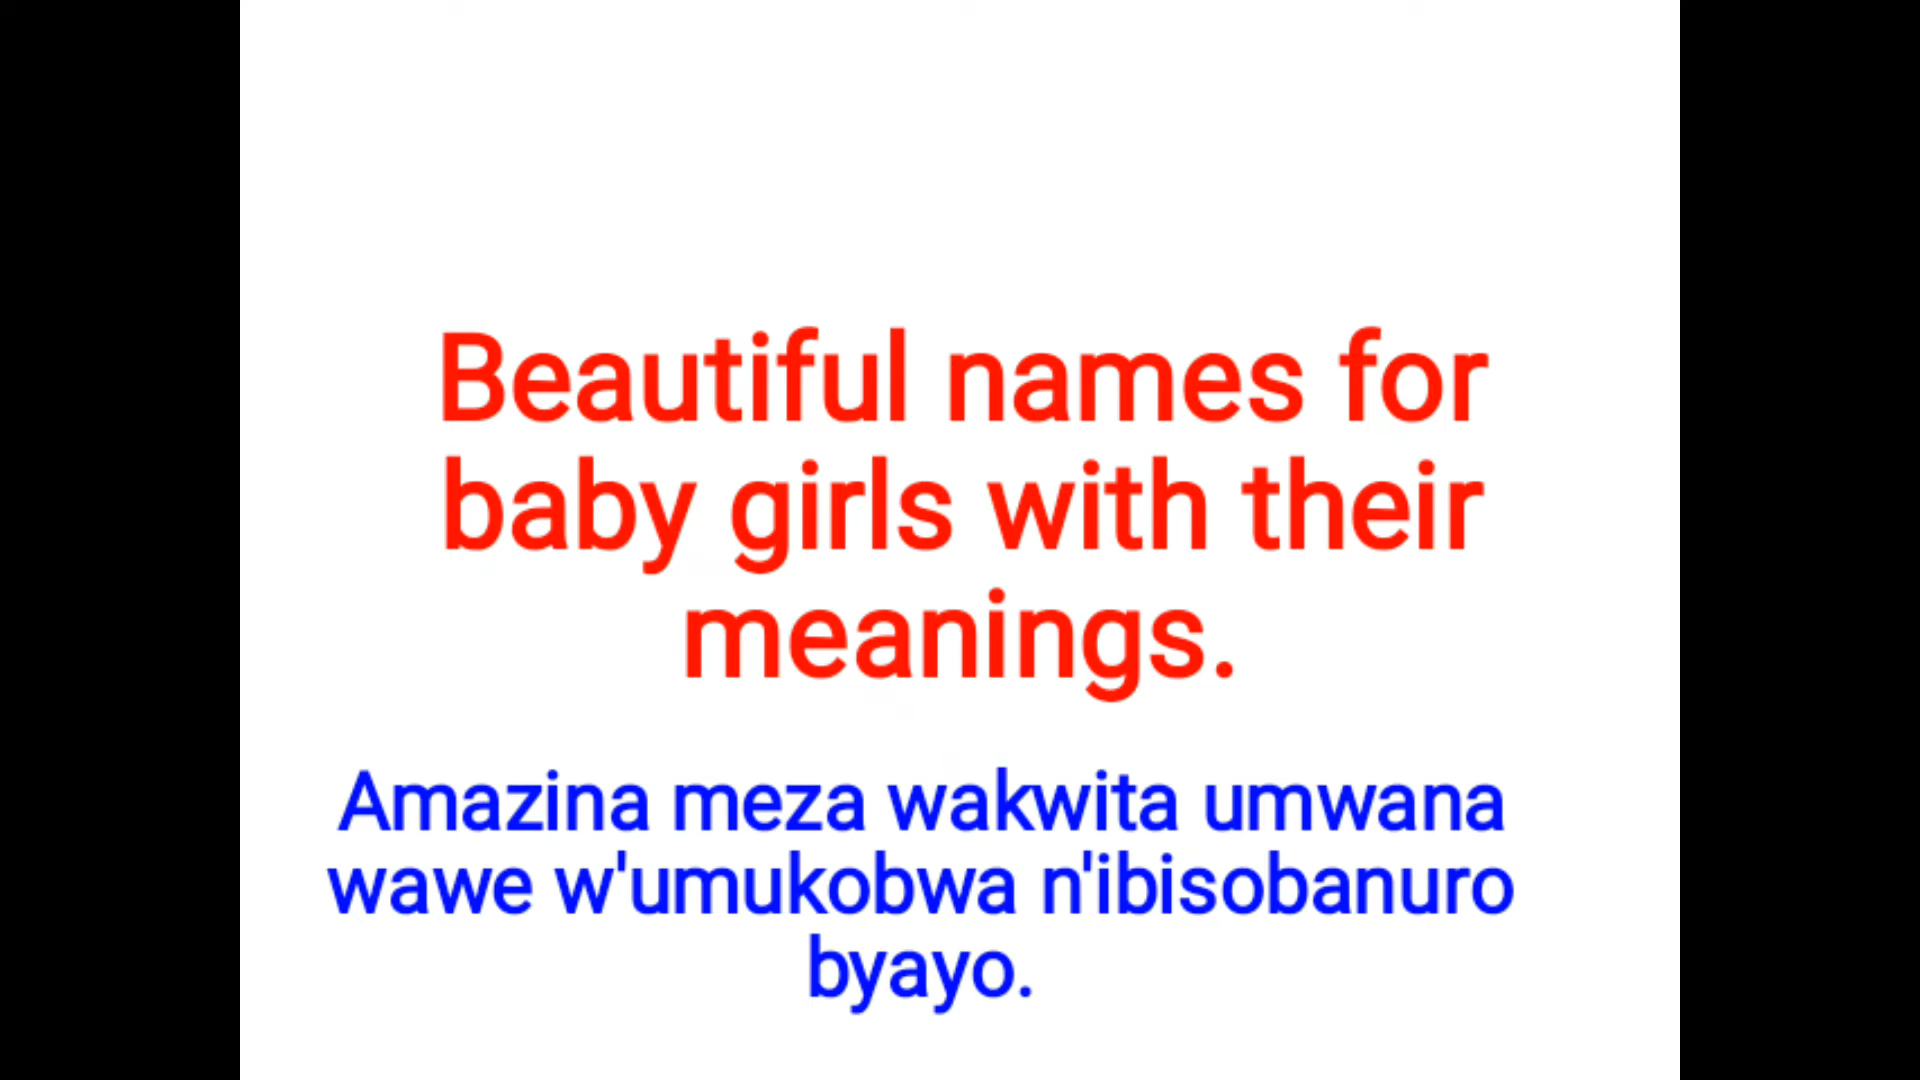 Beautiful names for
baby girls with their
meanings.
Amazina meza wakwita umwana
wawe w'umukobwa n'ibisobanuro
byayo.